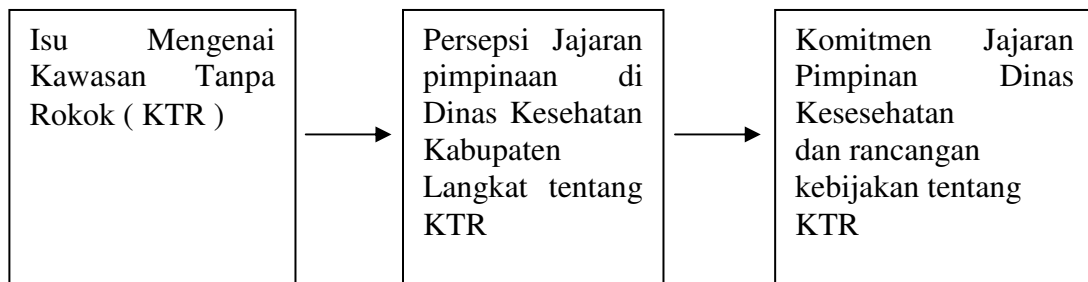 Isu Mengenai
Kawasan Tanpa
Rokok ( KTR )
Persepsi Jajaran
pimpinaan di
Dinas Kesehatan
Kabupaten
Langkat tentang
KTR
Komitmen Jajaran
Pimpinan Dinas
Kesesehatan
dan rancangan
kebijakan tentang
KTR